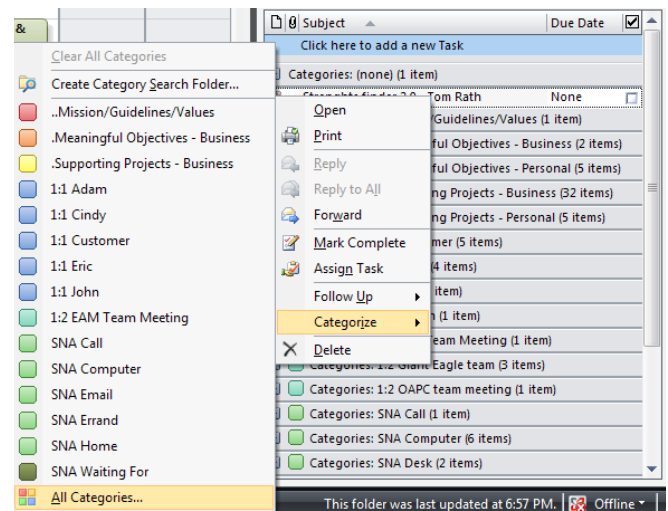 &
Clear All Categories
Create Category Search Folder...
..Mission/Guidelines/Values
.Meaningful Objectives - Business
.Supporting Projects - Business
1:1 Adam
1:1 Cindy
1:1 Customer
1:1 Eric
1:1 John
1:2 EAM Team Meeting
SNA Call
SNA Computer
SNA Email
SNA Errand
SNA Home
SNA Waiting For
All Categories...
Open
Print
Reply
Reply to All
Forward
Mark Complete
Assign Task
Follow Up
Categorize
Delete
Subject Due Date
Click here to add a new Task
Categories: (none) (1 item)
Tom Rath None
/Guidelines/Values (1 item)
ful Objectives - Business (2 items)
ful Objectives - Personal (5 items)
ng Projects - Business (32 items)
ng Projects - Personal (5 items)
mer (5 items)
(4 items)
item)
(1 item)
eam Meeting (1 item)
Categories: 1:2 Giant Eagle team (3 items)
Categories: 1:2 OAPC team meeting (1 item)
Categories: SNA Call (1 item)
Categories: SNA Computer (6 items)
Categories: SNA Desk (2 items)
This folder was last updated at 6:57 PM. Offline